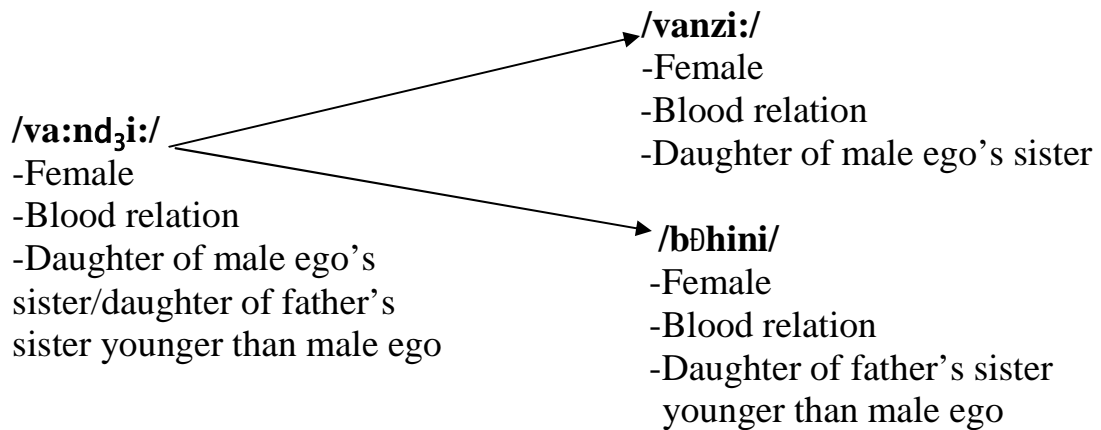 /va:nd₃i:/
-Female
-Blood relation
-Daughter of male ego’s
sister/daughter of father’s
sister younger than male ego
/vanzi:/
-Female
-Blood relation
-Daughter of male ego’s sister
/bÐhini/
-Female
-Blood relation
-Daughter of father’s sister
younger than male ego